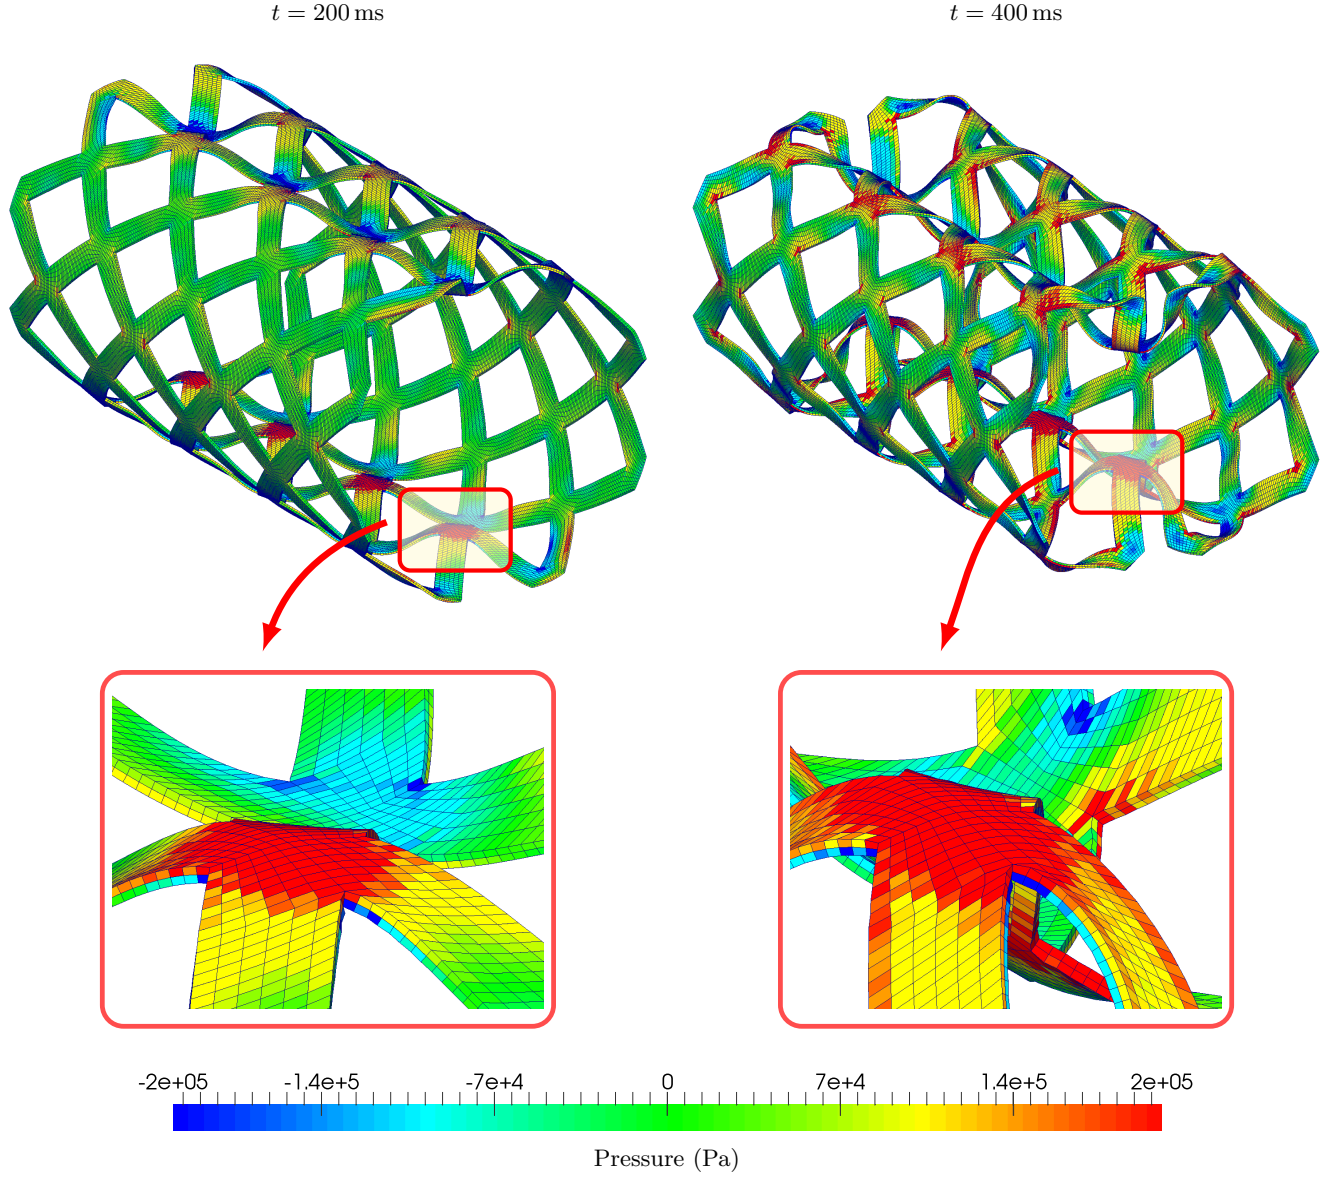 t = 200 ms
t = 400 ms
-2e+05 -1.4e+5 -7e+4 0 7e+4 1.4e+5 2e+05
Pressure (Pa)